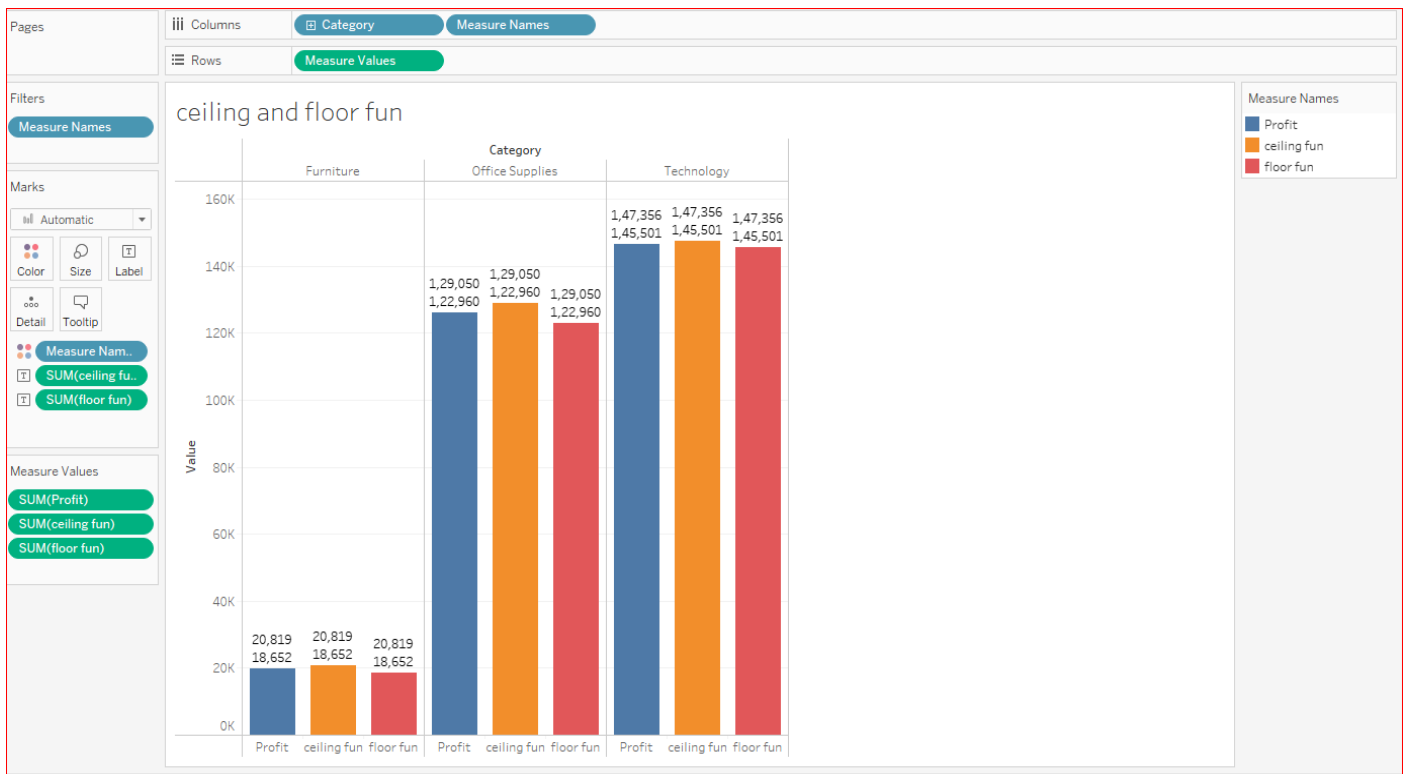 Pages
Columns
Category
Measure Names
Rows
Measure Values
Filters
Measure Names
Marks
Automatic
Color
Size
T
Label
Detail
Tooltip
Measure Nam..
T
SUM(ceiling fu..
T
SUM(floor fun)
Measure Values
SUM(Profit)
SUM(ceiling fun)
SUM(floor fun)
ceiling and floor fun
Category
Furniture
Office Supplies
Technology
160K
140K
120K
100K
80K
60K
40K
20K
0K
Value
20,819
18,652
20,819
18,652
20,819
18,652
1,29,050
1,22,960
1,29,050
1,22,960
1,29,050
1,22,960
1,47,356
1,45,501
1,47,356
1,45,501
1,47,356
1,45,501
Profit
ceiling fun
floor fun
Profit
ceiling fun
floor fun
Profit
ceiling fun
floor fun
Measure Names
Profit
ceiling fun
floor fun